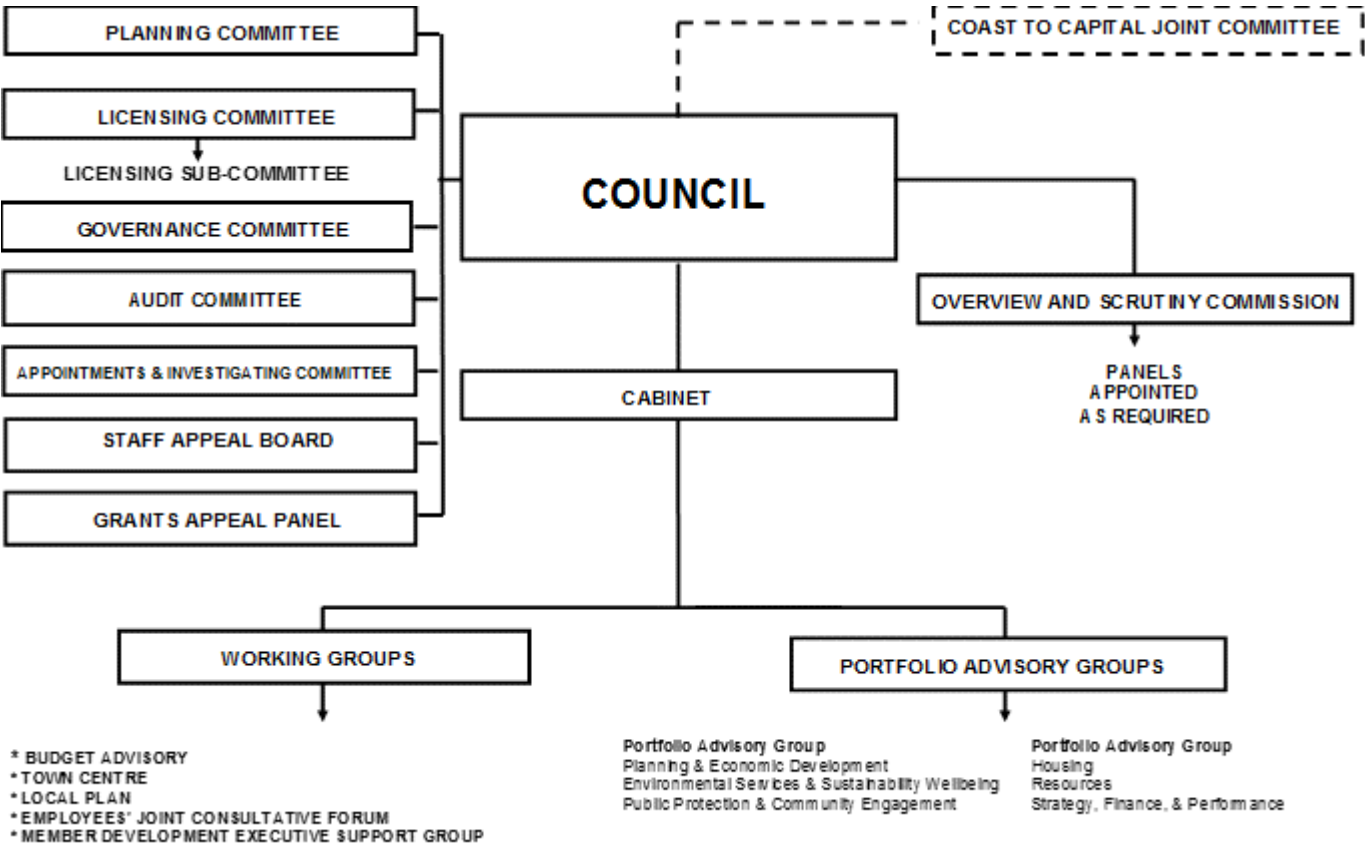 PLANNING COMMITTEE
COAST TO CAPITAL JOINT COMMITTEE
LICENSING COMMITTEE
LICENSING SUB-COMMITTEE
COUNCIL
GOVERNANCE COMMITTEE
AUDIT COMMITTEE
OVERVIEW AND SCRUTINY COMMISSION
APPOINTMENTS & INVESTIGATING COMMITTEE
PANELS
APPOINTED
AS REQUIRED
CABINET
STAFF APPEAL BOARD
GRANTS APPEAL PANEL
WORKING GROUPS
PORTFOLIO ADVISORY GROUPS
* BUDGET ADVISORY
* TOWN CENTRE
* LOCAL PLAN
* EMPLOYEES' JOINT CONSULTATIVE FORUM
* MEMBER DEVELOPMENT EXECUTIVE SUPPORT GROUP
Portfolio Advisory Group
Planning & Economic Development
Environmental Services & Sustainability Wellbeing
Public Protection & Community Engagement
Portfolio Advisory Group
Housing
Resources
Strategy, Finance, & Performance